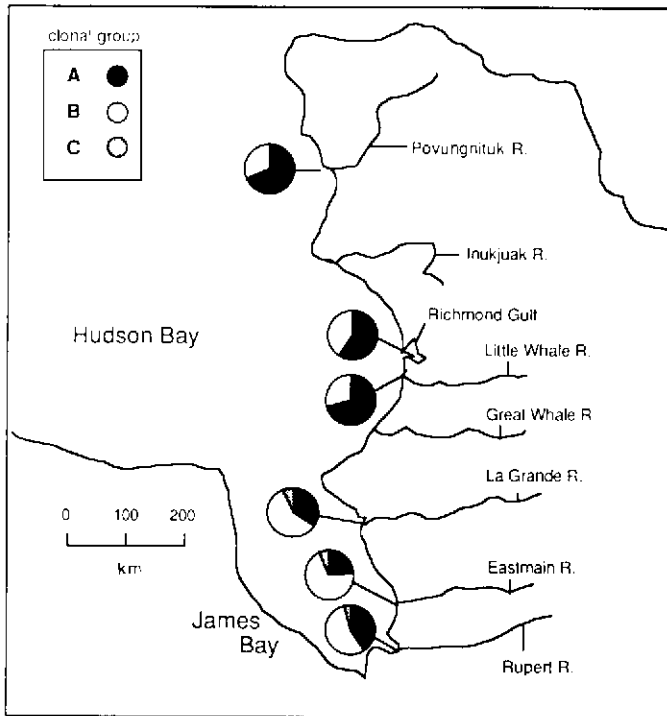 clonal group
A
B
C
Povungnituk R.
Inukjuak R.
Richmond Gulf
Hudson Bay
Little Whale R.
Great Whale R
La Grande R.
0 100 200
km
Eastmain R.
James
Bay
Rupert R.